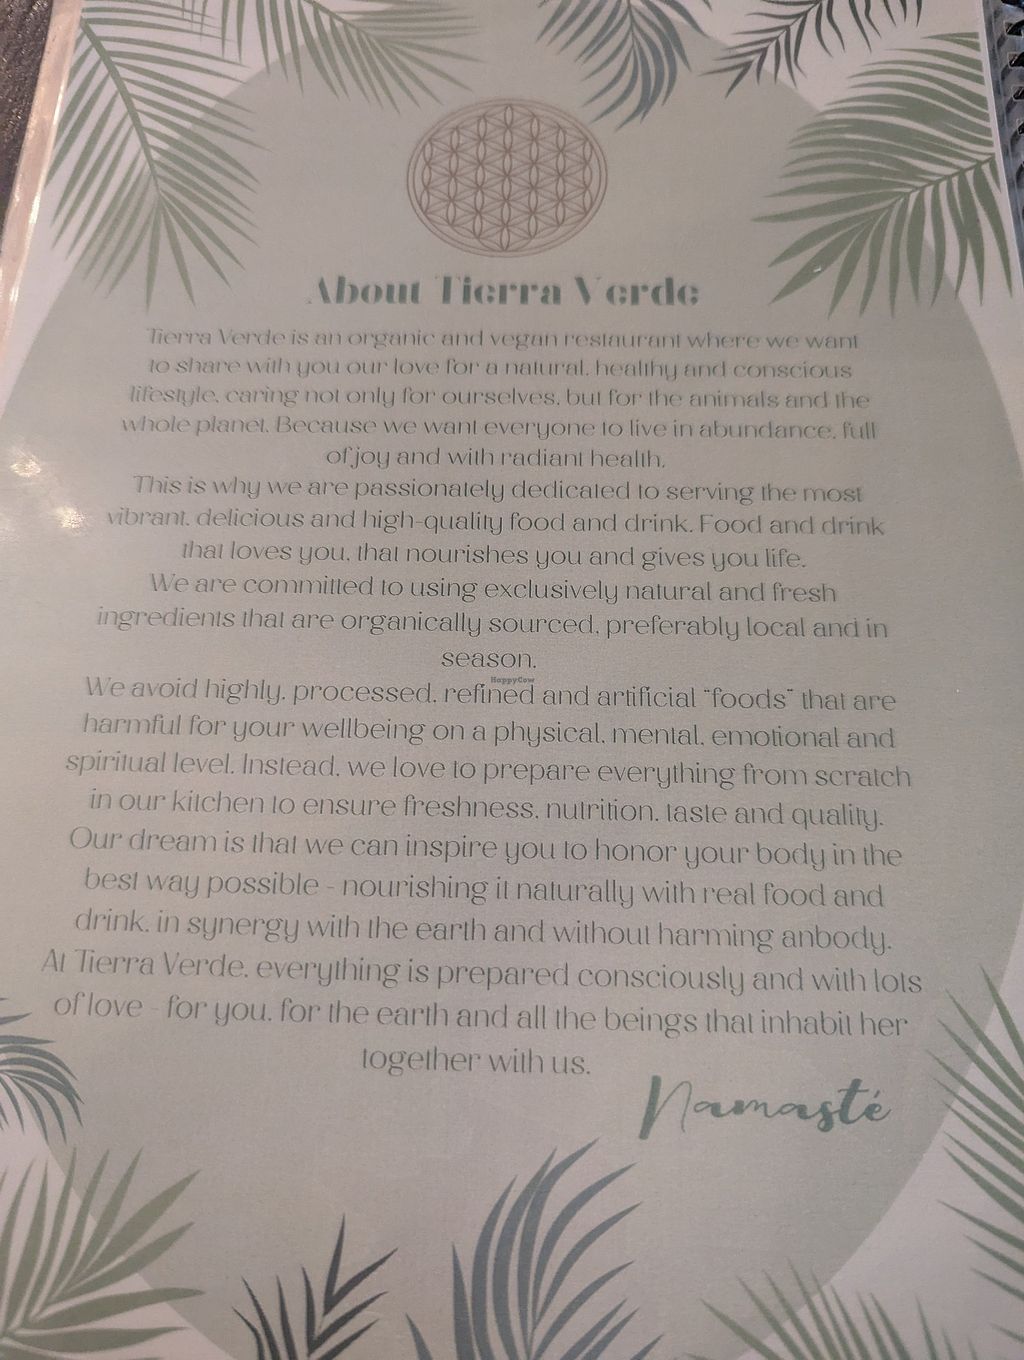 About Tierra Verde
Tierra Verde is an organic and vegan restaurant where we want
to share with you our love for a natural, healthy and conscious
lifestyle, caring not only for ourselves, but for the animals and the
whole planet. Because we want everyone to live in abundance, full
of joy and with radiant health.
This is why we are passionately dedicated to serving the most
vibrant, delicious and high-quality food and drink. Food and drink
that loves you, that nourishes you and gives you life.
We are committed to using exclusively natural and fresh
ingredients that are organically sourced, preferably local and in
season.
HappyCow
We avoid highly, processed, refined and artificial "foods" that are
harmful for your wellbeing on a physical, mental, emotional and
spiritual level. Instead, we love to prepare everything from scratch
in our kitchen to ensure freshness, nutrition, taste and quality.
Our dream is that we can inspire you to honor your body in the
best way possible - nourishing it naturally with real food and
drink, in synergy with the earth and without harming anbody.
At Tierra Verde, everything is prepared consciously and with lots
of love - for you, for the earth and all the beings that inhabit her
together with us.
Namasté